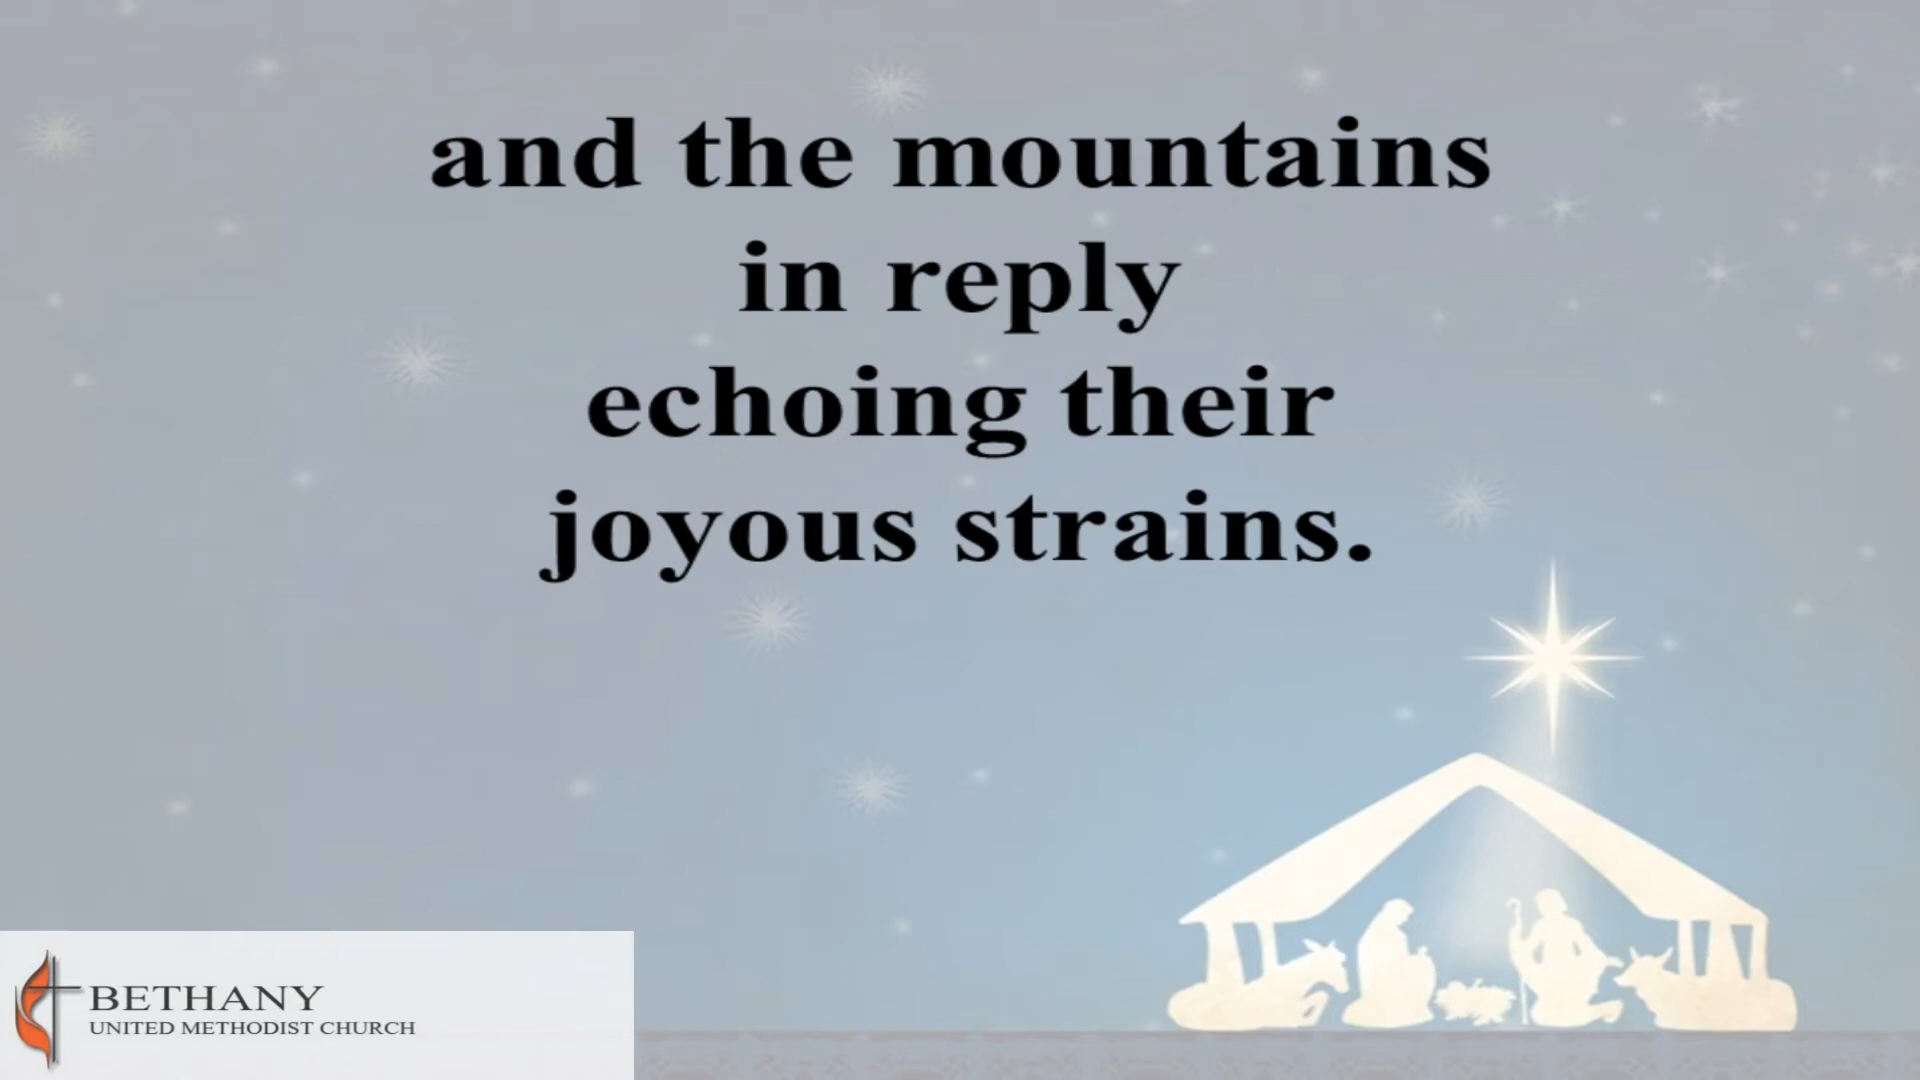 and the mountains
in reply
echoing their
joyous strains.
BETHANY
UNITED METHODIST CHURCH